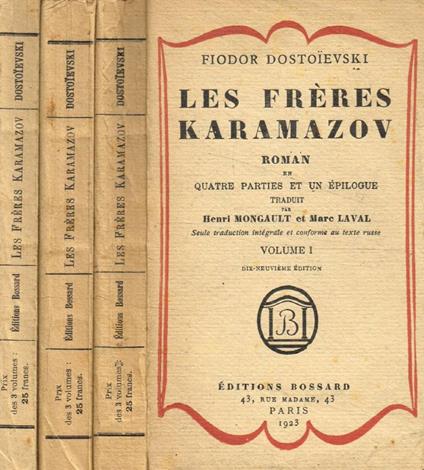 DOSTOÏEVSKI
LES FRÈRES KARAMAZOV
Éditions Bossard
Prix
des 3 volumes :
25 francs.
DOSTOÏEVSKI
LES FRÈRES KARAMAZOV
Éditions Bossard
Prix
des 3 volumes :
25 francs.
DOSTOÏEVSKI
LES FRÈRES KARAMAZOV
Éditions Bossard
Prix
des 3 volumes :
25 francs.
FIODOR DOSTOÏEVSKI
LES FRÈRES
KARAMAZOV
ROMAN
EN
QUATRE PARTIES ET UN ÉPILOGUE
TRADUIT
PAR
Henri MONGAULT et Marc LAVAL
Seule traduction intégrale et conforme au texte russe
VOLUME I
DIX-NEUVIÈME ÉDITION
B
ÉDITIONS BOSSARD
43, RUE MADAME, 43
PARIS
1923